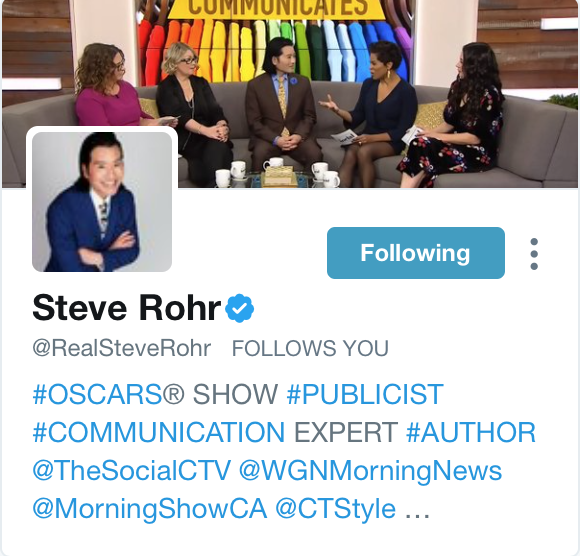 COMMUNICATES
Following
Steve Rohr
@RealSteveRohr FOLLOWS YOU
#OSCARS® SHOW #PUBLICIST
#COMMUNICATION EXPERT #AUTHOR
@TheSocialCTV @WGNMorningNews
@MorningShowCA @CTStyle …